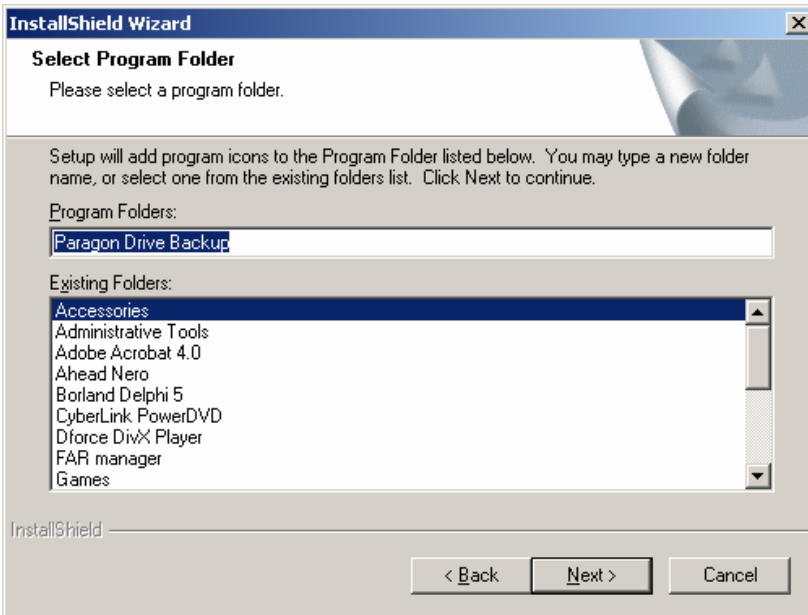 InstallShield Wizard
Select Program Folder
Please select a program folder.
Setup will add program icons to the Program Folder listed below. You may type a new folder
name, or select one from the existing folders list. Click Next to continue.
Program Folders:
Paragon Drive Backup
Existing Folders:
Accessories
Administrative Tools
Adobe Acrobat 4.0
Ahead Nero
Borland Delphi 5
CyberLink PowerDVD
Dforce DivX Player
FAR manager
Games
InstallShield
< Back Next > Cancel